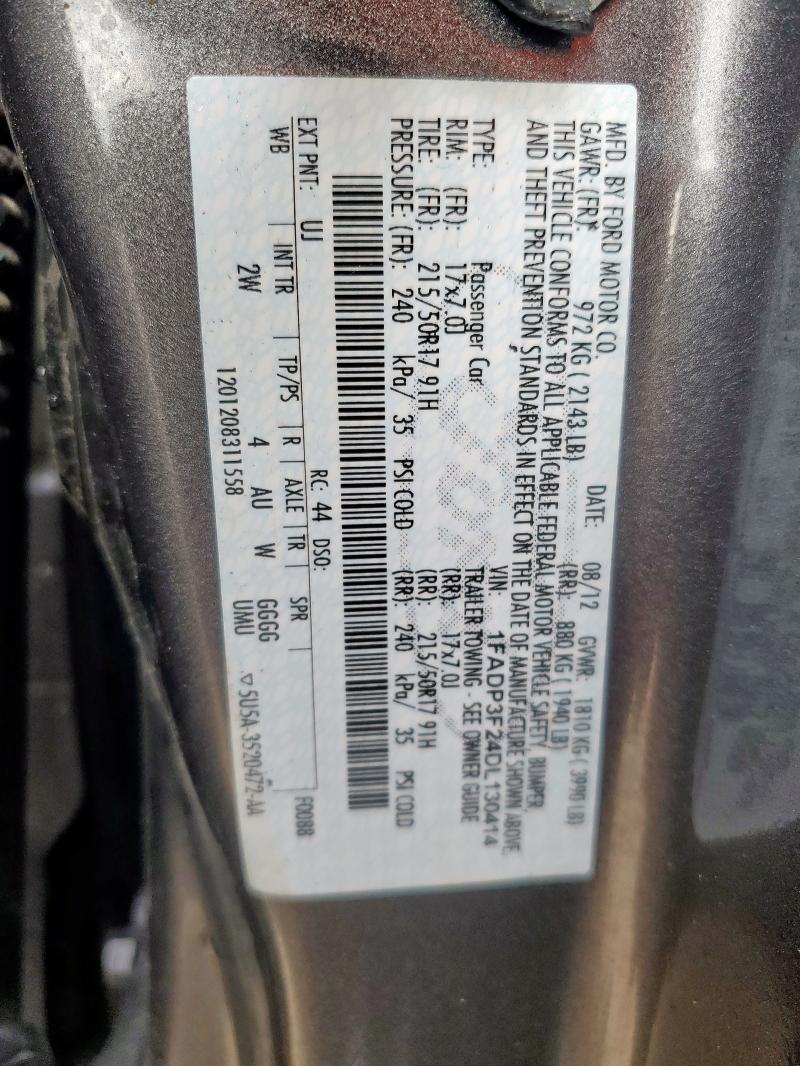 MFD. BY FORD MOTOR CO.
DATE: 08/12 GVWR: 1810 KG ( 3990 LB)
GAWR: (FR): 972 KG ( 2143 LB) (RR): 880 KG ( 1940 LB)
THIS VEHICLE CONFORMS TO ALL APPLICABLE FEDERAL MOTOR VEHICLE SAFETY, BUMPER,
AND THEFT PREVENTION STANDARDS IN EFFECT ON THE DATE OF MANUFACTURE SHOWN ABOVE.
VIN: 1FADP3F24DL130414
TYPE: Passenger Car TRAILER TOWING - SEE OWNER GUIDE
RIM: (FR): 17x7.0J (RR): 17x7.0J
TIRE: (FR): 215/50R17 91H (RR): 215/50R17 91H
PRESSURE: (FR): 240 kPa/ 35 PSI COLD (RR): 240 kPa/ 35 PSI COLD
EXT PNT: UJ RC: 44 DSO: F0088
WB | INT TR | TP/PS | R | AXLE | TR | SPR
2W 4 AU W GGGG
UMU
1201208311558 ▽ 5U5A-3520472-AA